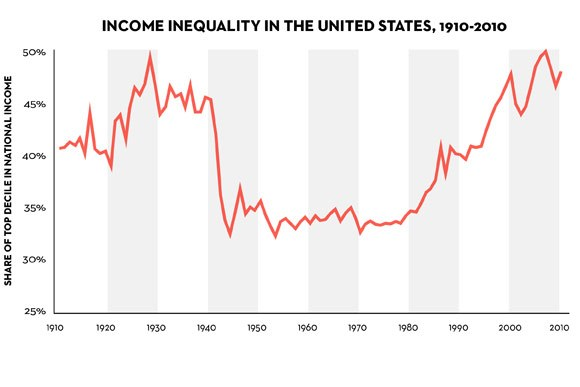 INCOME INEQUALITY IN THE UNITED STATES, 1910-2010
SHARE OF TOP DECILE IN NATIONAL INCOME
50%
45%
40%
35%
30%
25%
1910 1920 1930 1940 1950 1960 1970 1980 1990 2000 2010